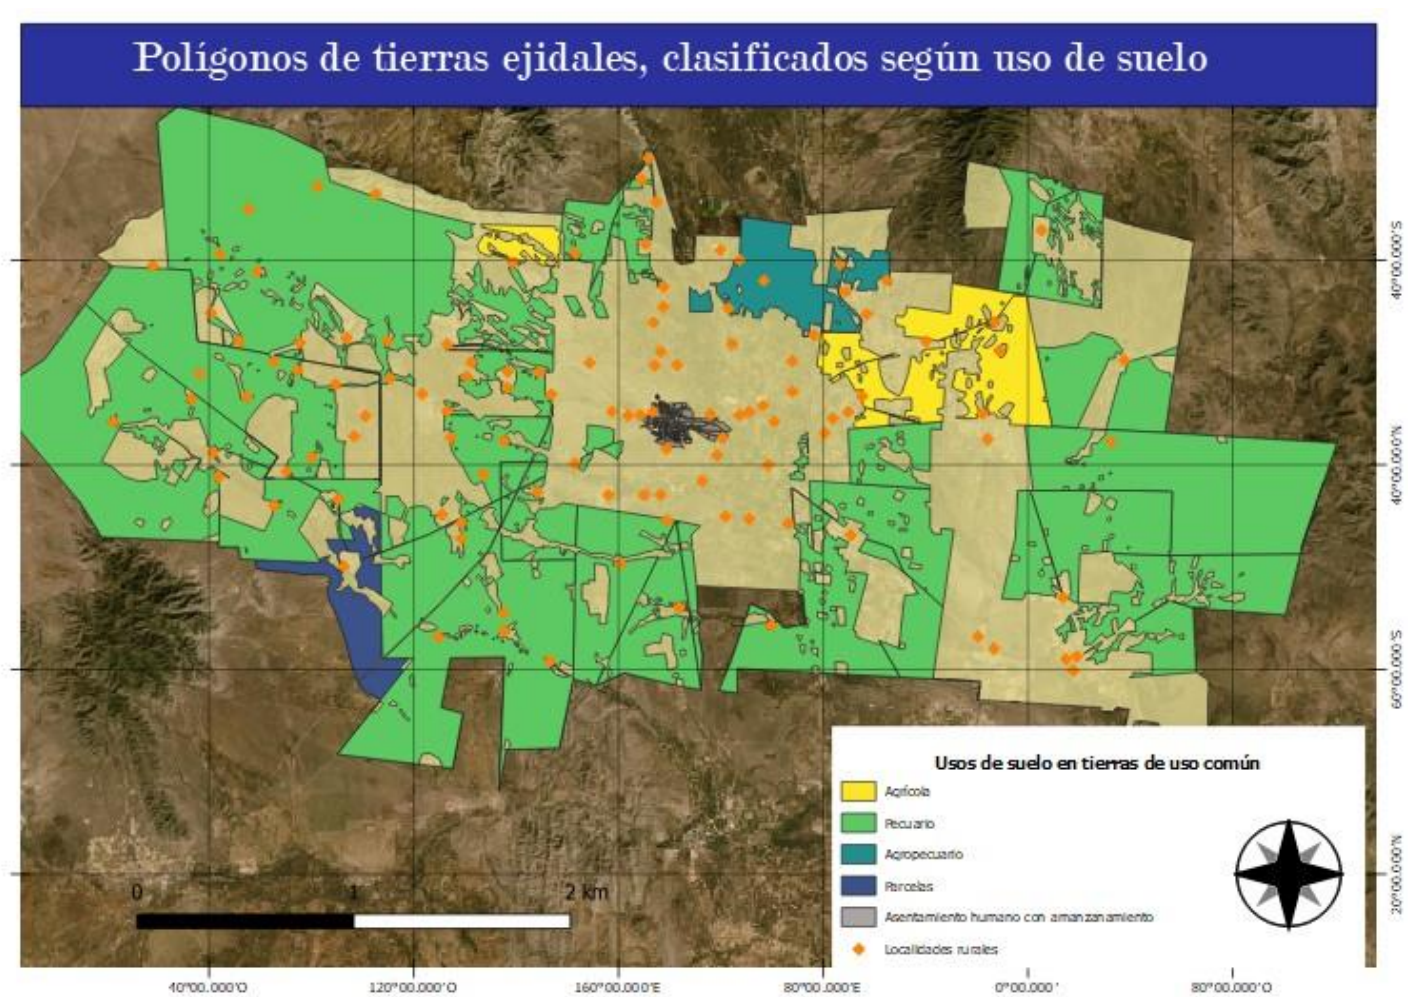 Polígonos de tierras ejidales, clasificados según uso de suelo
40°00.000'S
40°00.000'N
60°00.000'S
20°00.000'N
Usos de suelo en tierras de uso común
Agrícola
Pecuario
Agropecuario
Parcelas
Asentamiento humano con amanzanamiento
Localidades rurales
0 1 2 km
40°00.000'O 120°00.000'O 160°00.000'E 80°00.000'E 0°00.000' 80°00.000'O